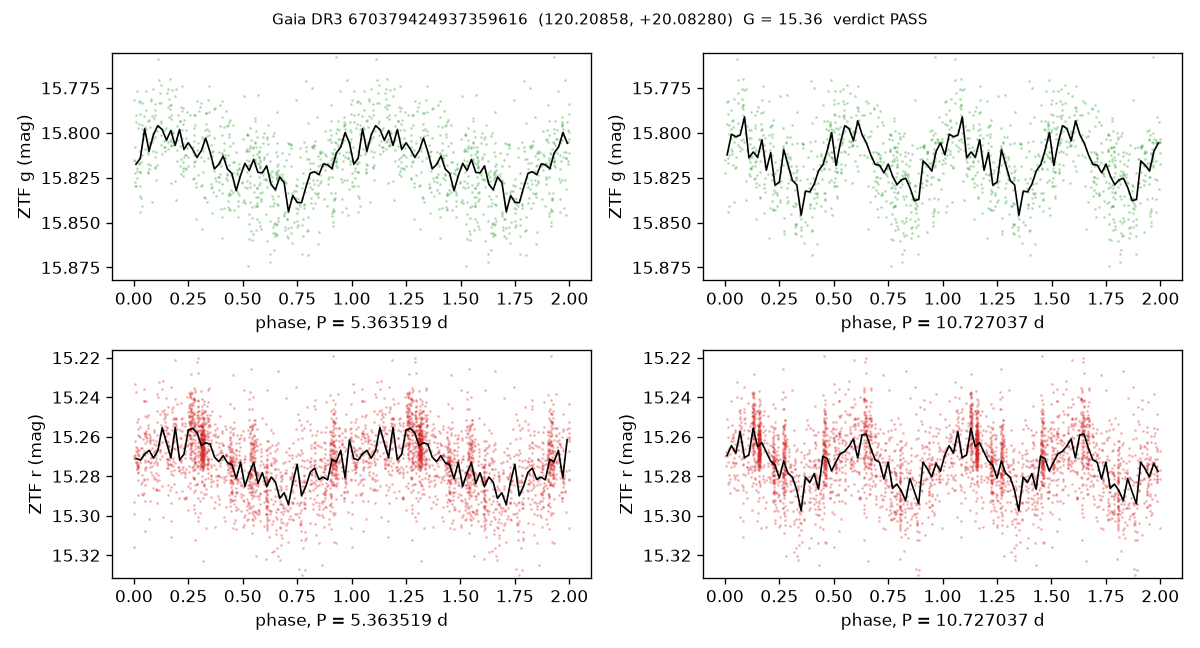 Gaia DR3 670379424937359616 (120.20858, +20.08280) G = 15.36 verdict PASS
ZTF g (mag)
15.775
15.800
15.825
15.850
15.875
0.00 0.25 0.50 0.75 1.00 1.25 1.50 1.75 2.00
phase, P = 5.363519 d
ZTF g (mag)
15.775
15.800
15.825
15.850
15.875
0.00 0.25 0.50 0.75 1.00 1.25 1.50 1.75 2.00
phase, P = 10.727037 d
ZTF r (mag)
15.22
15.24
15.26
15.28
15.30
15.32
0.00 0.25 0.50 0.75 1.00 1.25 1.50 1.75 2.00
phase, P = 5.363519 d
ZTF r (mag)
15.22
15.24
15.26
15.28
15.30
15.32
0.00 0.25 0.50 0.75 1.00 1.25 1.50 1.75 2.00
phase, P = 10.727037 d